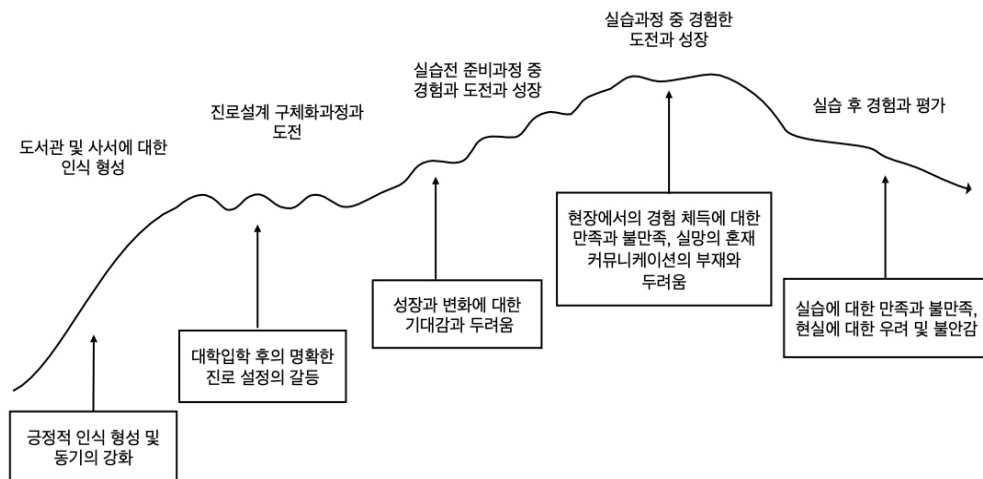 도서관 및 사서에 대한
인식 형성
진로설계 구체화과정과
도전
실습전 준비과정 중
경험과 도전과 성장
실습과정 중 경험한
도전과 성장
실습 후 경험과 평가
긍정적 인식 형성 및
동기의 강화
대학입학 후의 명확한
진로 설정의 갈등
성장과 변화에 대한
기대감과 두려움
현장에서의 경험 체득에 대한
만족과 불만족, 실망의 혼재
커뮤니케이션의 부재와
두려움
실습에 대한 만족과 불만족,
현실에 대한 우려 및 불안감